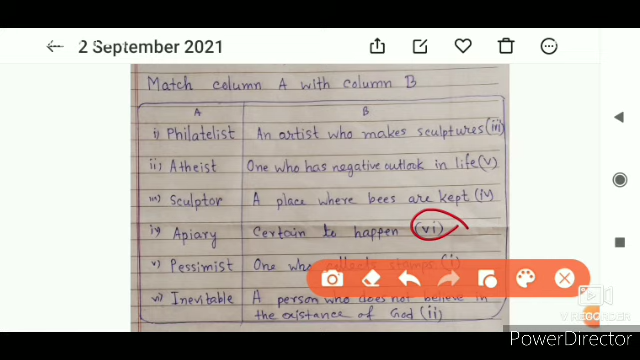 2 September 2021
Match column A with column B
A B
i) Philatelist An artist who makes sculptures (iii)
ii) Atheist One who has negative outlook in life (v)
iii) Sculptor A place where bees are kept (iv)
iv) Apiary Certain to happen (vi)
v) Pessimist One who collects stamps (i)
vi) Inevitable A person who does not believe in
the existance of God (ii)
V RECORDER
PowerDirector